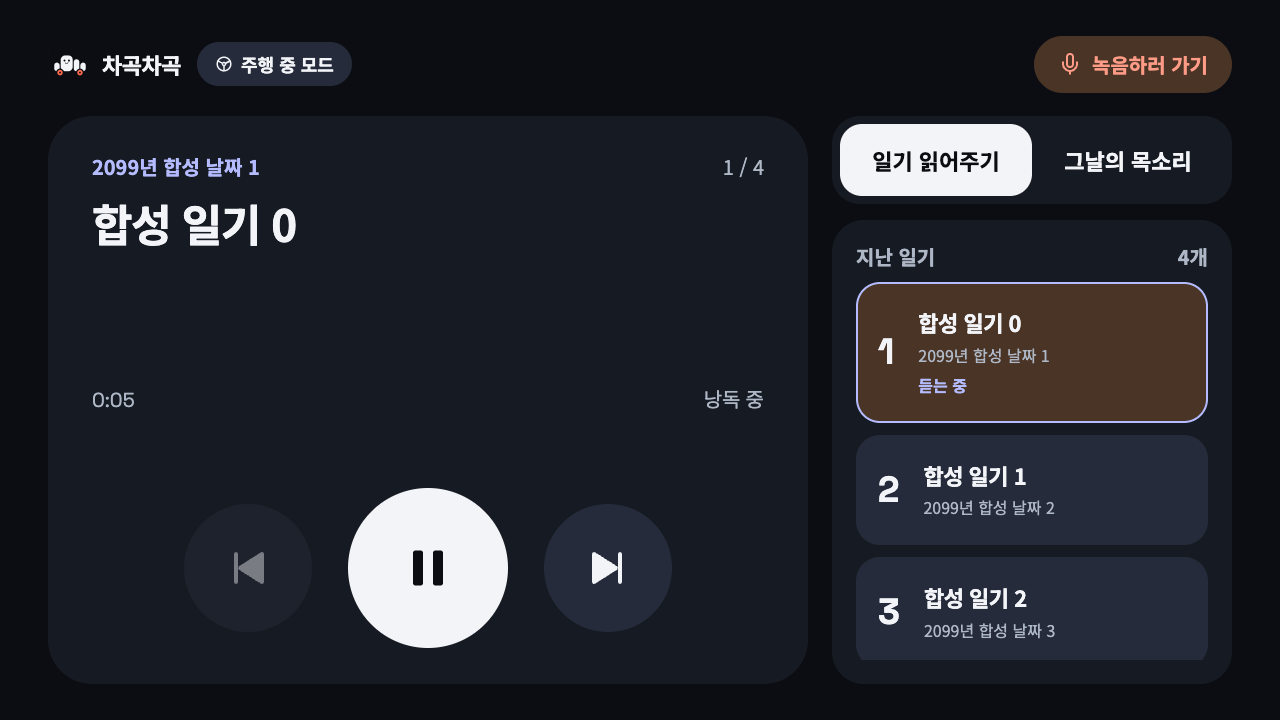 차곡차곡
주행 중 모드
녹음하러 가기
2099년 합성 날짜 1
1 / 4
합성 일기 0
0:05
낭독 중
일기 읽어주기
그날의 목소리
지난 일기
4개
1
합성 일기 0
2099년 합성 날짜 1
듣는 중
2
합성 일기 1
2099년 합성 날짜 2
3
합성 일기 2
2099년 합성 날짜 3